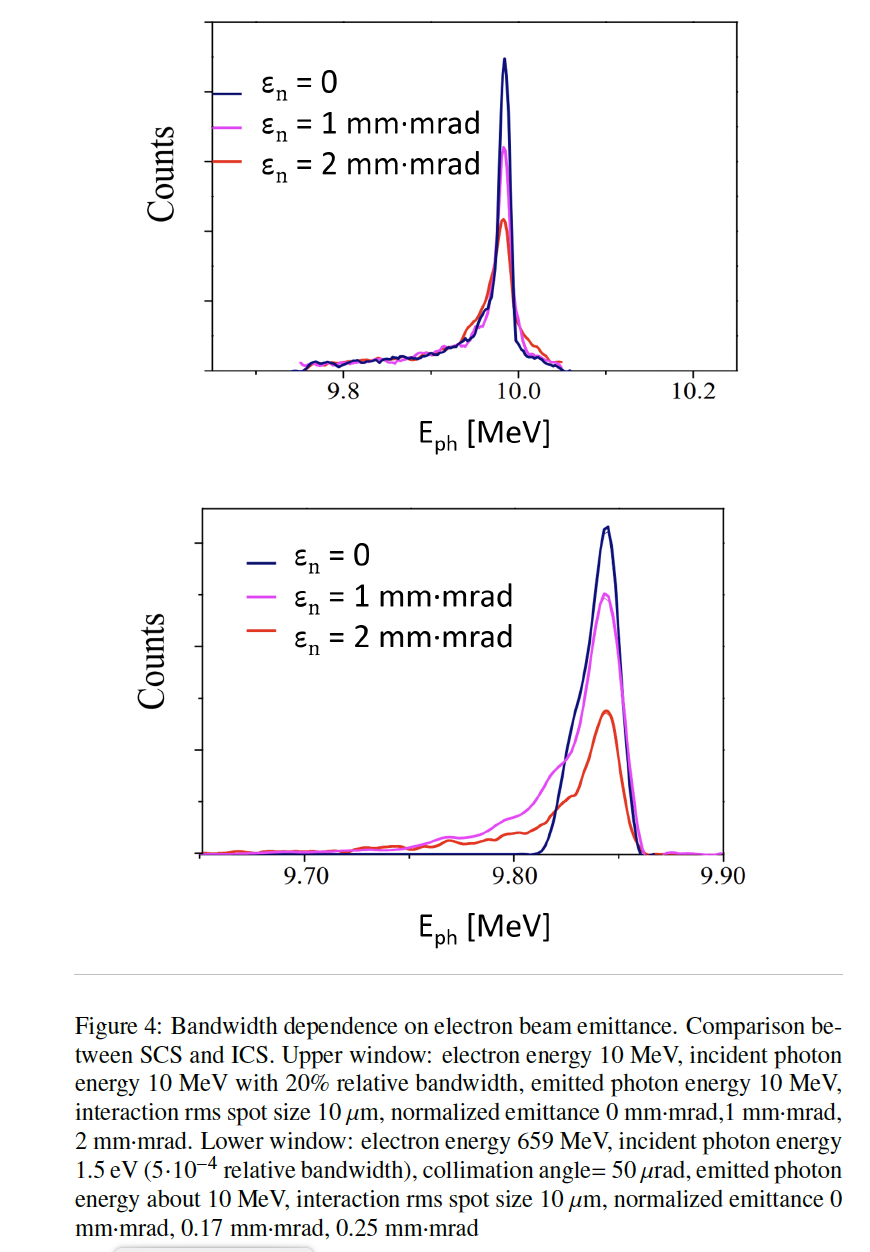 εn = 0
εn = 1 mm·mrad
εn = 2 mm·mrad
Counts
9.8 10.0 10.2
Eph [MeV]
εn = 0
εn = 1 mm·mrad
εn = 2 mm·mrad
Counts
9.70 9.80 9.90
Eph [MeV]
Figure 4: Bandwidth dependence on electron beam emittance. Comparison be-
tween SCS and ICS. Upper window: electron energy 10 MeV, incident photon
energy 10 MeV with 20% relative bandwidth, emitted photon energy 10 MeV,
interaction rms spot size 10 μm, normalized emittance 0 mm·mrad,1 mm·mrad,
2 mm·mrad. Lower window: electron energy 659 MeV, incident photon energy
1.5 eV (5·10⁻⁴ relative bandwidth), collimation angle= 50 μrad, emitted photon
energy about 10 MeV, interaction rms spot size 10 μm, normalized emittance 0
mm·mrad, 0.17 mm·mrad, 0.25 mm·mrad